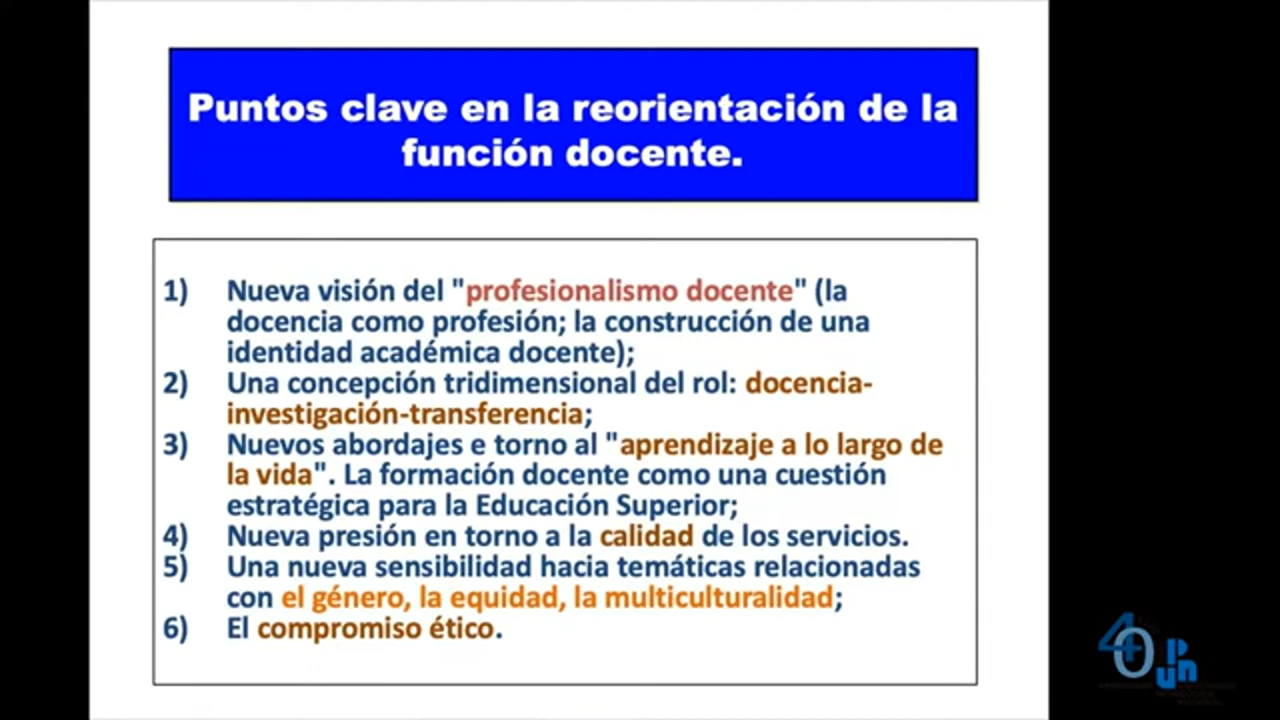 Puntos clave en la reorientación de la
función docente.
1) Nueva visión del "profesionalismo docente" (la
docencia como profesión; la construcción de una
identidad académica docente);
2) Una concepción tridimensional del rol: docencia-
investigación-transferencia;
3) Nuevos abordajes e torno al "aprendizaje a lo largo de
la vida". La formación docente como una cuestión
estratégica para la Educación Superior;
4) Nueva presión en torno a la calidad de los servicios.
5) Una nueva sensibilidad hacia temáticas relacionadas
con el género, la equidad, la multiculturalidad;
6) El compromiso ético.
40
upn